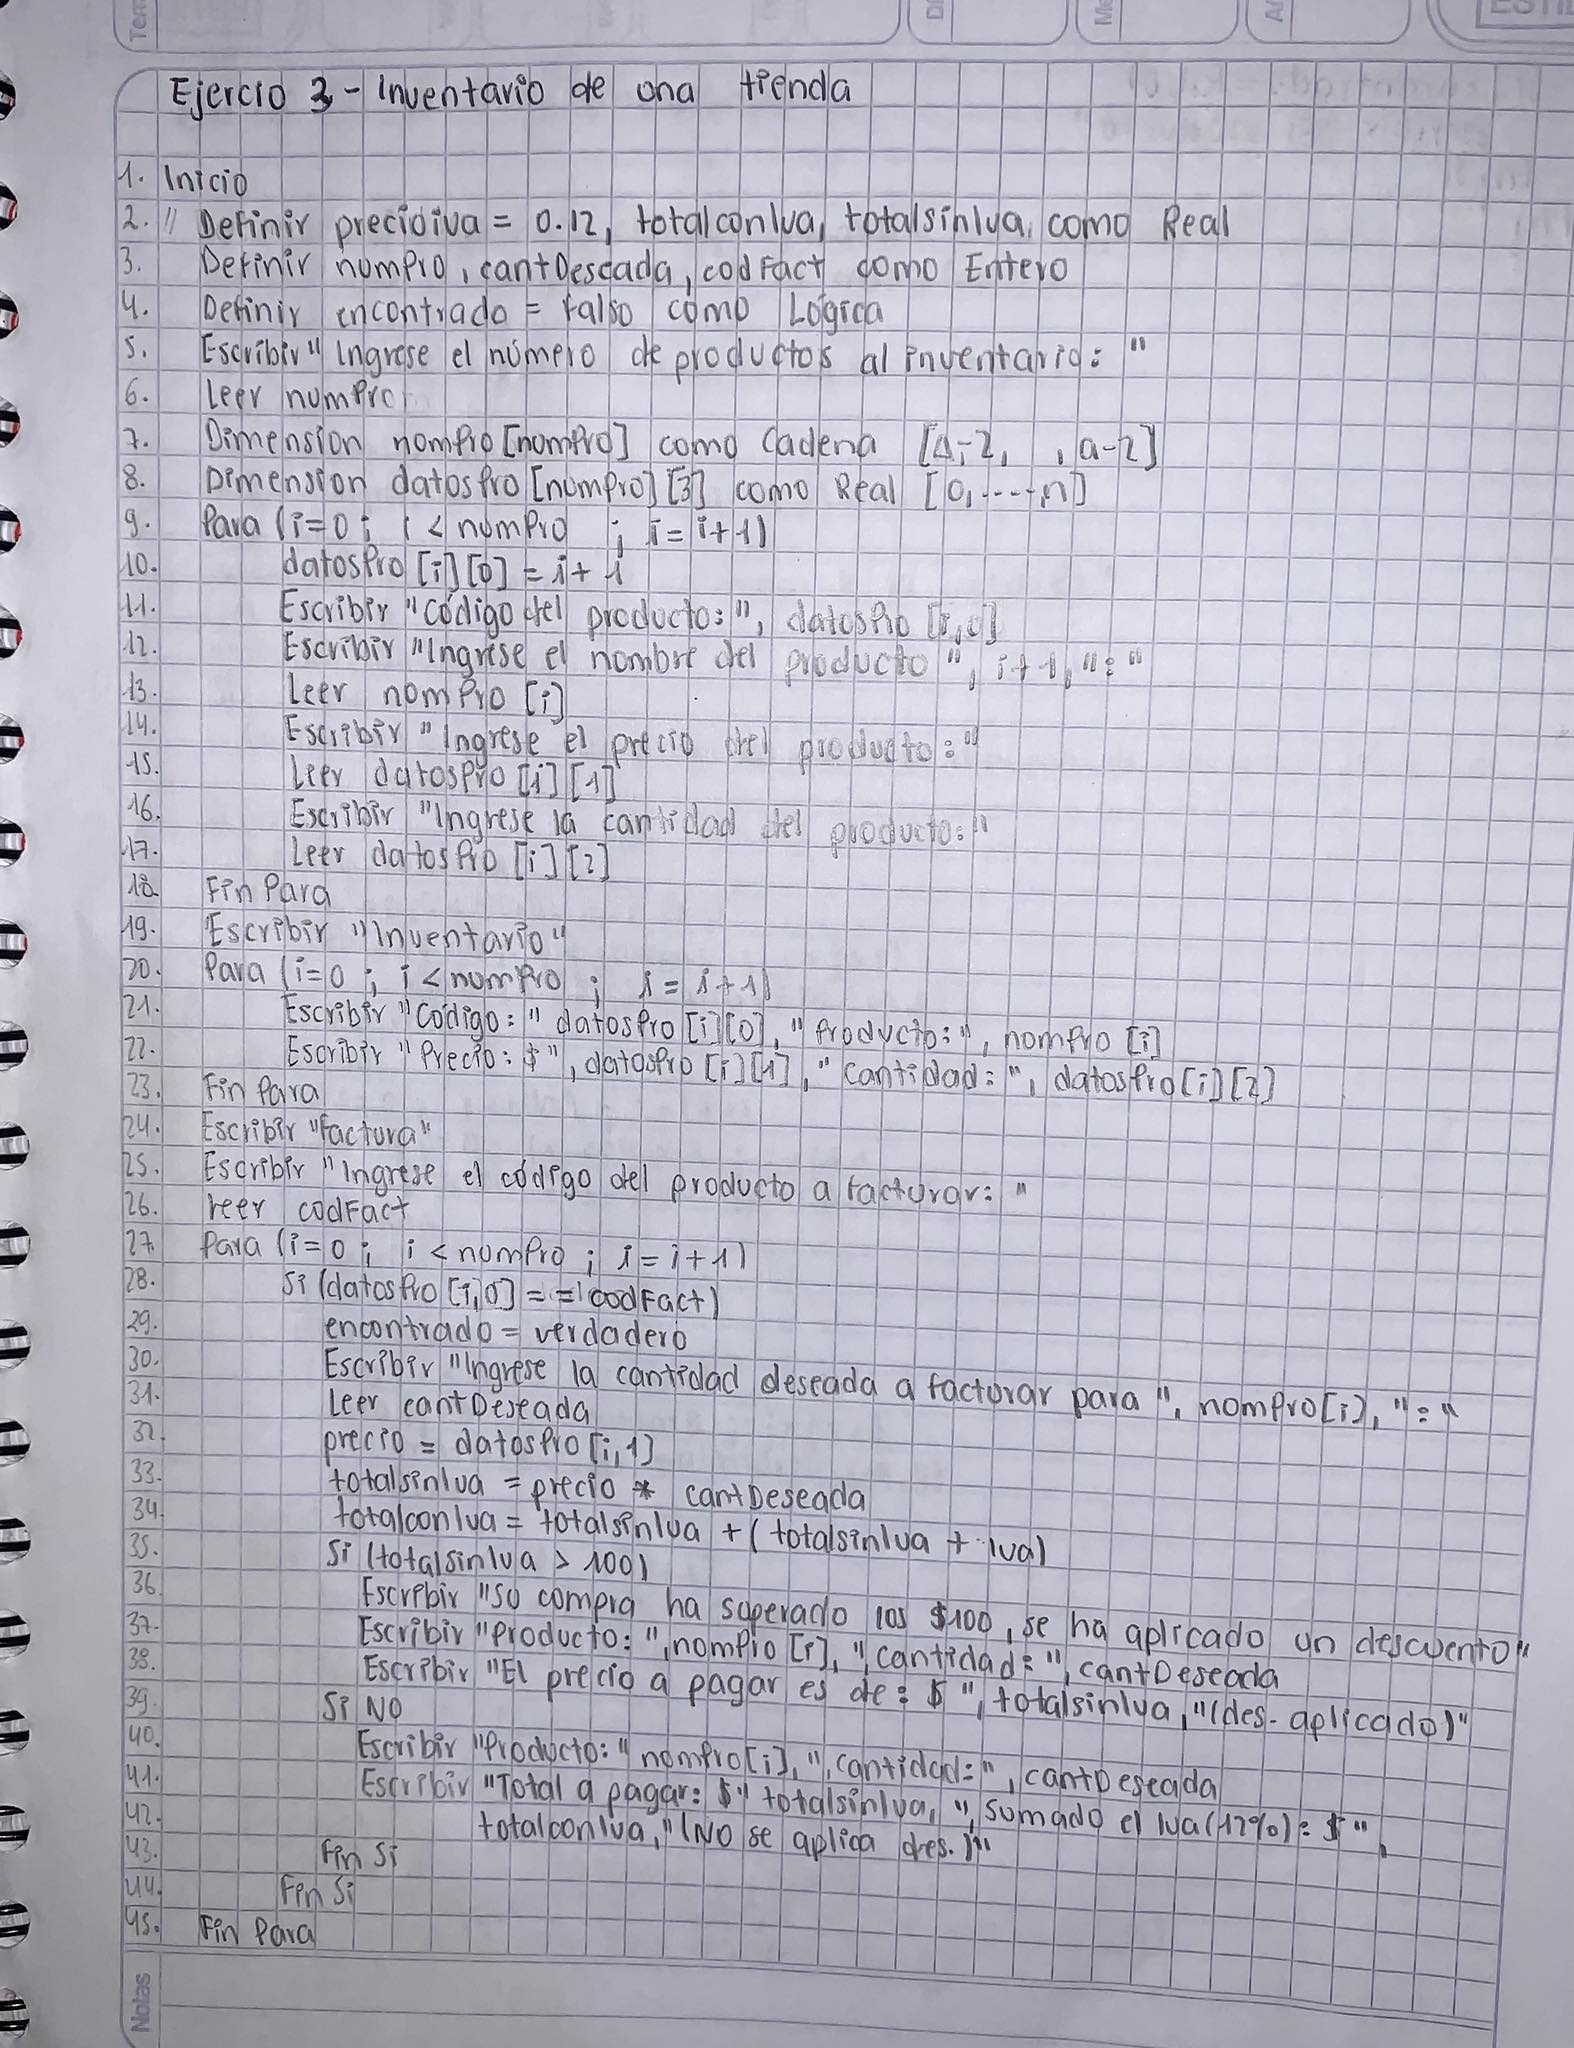 Ejercio 3 - Inventario de una tienda
1. Inicio
2. // Definir precioiva = 0.12, totalconIva, totalsinIva, como Real
3. Definir numPro, cantDeseada, codFact como Entero
4. Definir encontrado = falso como Lógica
5. Escribir "Ingrese el número de productos al inventario: "
6. Leer numPro
7. Dimension nomPro [numPro] como Cadena [A-Z, , a-z]
8. Dimension datosPro [numPro][3] como Real [0,----,n]
9. Para (i=0 ; i < numPro ; i = i+1)
10. datosPro [i][0] = i+1
11. Escribir "Código del producto:", datosPro [i,0]
12. Escribir "Ingrese el nombre del producto", i+1, ":"
13. Leer nomPro [i]
14. Escribir "Ingrese el precio del producto:"
15. Leer datosPro [i][1]
16. Escribir "Ingrese la cantidad del producto:"
17. Leer datosPro [i][2]
18. Fin Para
19. Escribir "Inventario"
20. Para (i=0 ; i < numPro ; i = i+1)
21. Escribir "Código:" datosPro [i][0], "Producto:", nomPro [i]
22. Escribir "Precio: $", datosPro [i][1], "Cantidad: ", datosPro[i][2]
23. Fin Para
24. Escribir "Factura"
25. Escribir "Ingrese el código del producto a facturar: "
26. Leer codFact
27. Para (i=0 ; i < numPro ; i = i+1)
28. Si (datosPro [i,0] == codFact)
29. encontrado = verdadero
30. Escribir "Ingrese la cantidad deseada a facturar para ", nomPro[i], ":"
31. Leer cantDeseada
32. precio = datosPro [i,1]
33. totalsinIva = precio * cantDeseada
34. totalconIva = totalsinIva + (totalsinIva + Iva)
35. Si (totalsinIva > 100)
36. Escribir "Su compra ha superado los $100, se ha aplicado un descuento"
37. Escribir "Producto:", nomPro [i], ", cantidad:", cantDeseada
38. Escribir "El precio a pagar es de: $ ", totalsinIva, "(des. aplicado)"
39. Si NO
40. Escribir "Producto:" nomPro[i], ", cantidad:", cantDeseada
41. Escribir "Total a pagar: $" totalsinIva, ", sumado el Iva(12%): $ ",
42. totalconIva, "(No se aplica des.)"
43. Fin Si
44. Fin Si
45. Fin Para
Notas